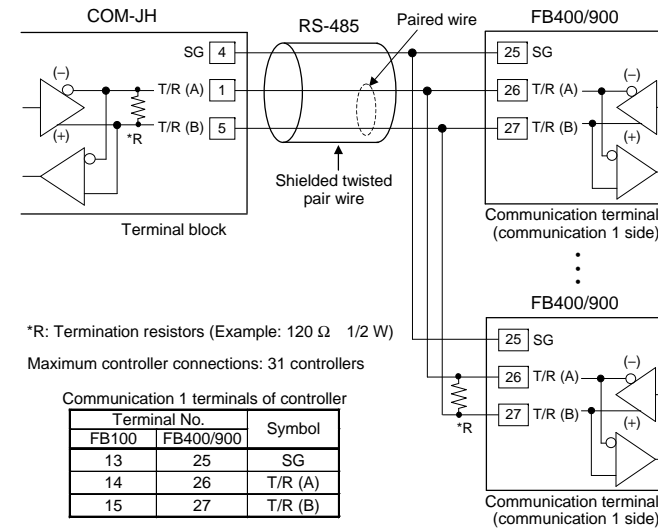 COM-JH
RS-485
Paired wire
FB400/900
SG 4
T/R (A) 1
T/R (B) 5
(–)
(+)
*R
Terminal block
Shielded twisted
pair wire
25 SG
26 T/R (A)
27 T/R (B)
(–)
(+)
Communication terminal
(communication 1 side)
FB400/900
25 SG
26 T/R (A)
27 T/R (B)
(–)
(+)
*R
Communication terminal
(communication 1 side)
*R: Termination resistors (Example: 120 Ω 1/2 W)
Maximum controller connections: 31 controllers
Communication 1 terminals of controller
Terminal No. Symbol
FB100 FB400/900
13 25 SG
14 26 T/R (A)
15 27 T/R (B)